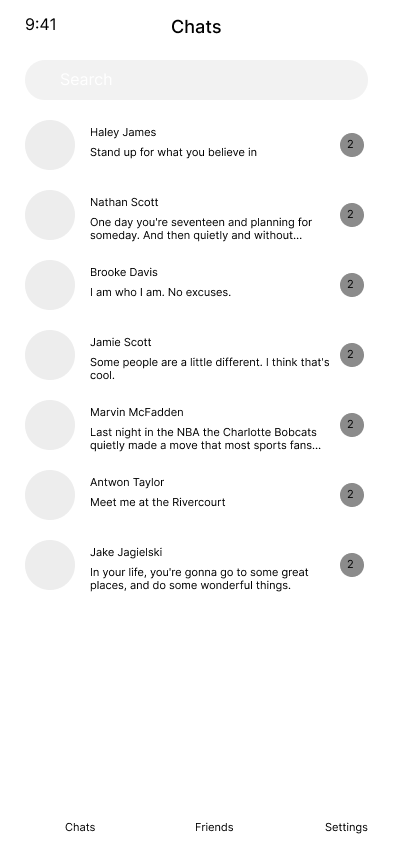 9:41
Chats
Search
Haley James
Stand up for what you believe in
2
Nathan Scott
One day you're seventeen and planning for
someday. And then quietly and without...
2
Brooke Davis
I am who I am. No excuses.
2
Jamie Scott
Some people are a little different. I think that's
cool.
2
Marvin McFadden
Last night in the NBA the Charlotte Bobcats
quietly made a move that most sports fans...
2
Antwon Taylor
Meet me at the Rivercourt
2
Jake Jagielski
In your life, you're gonna go to some great
places, and do some wonderful things.
2
Chats
Friends
Settings